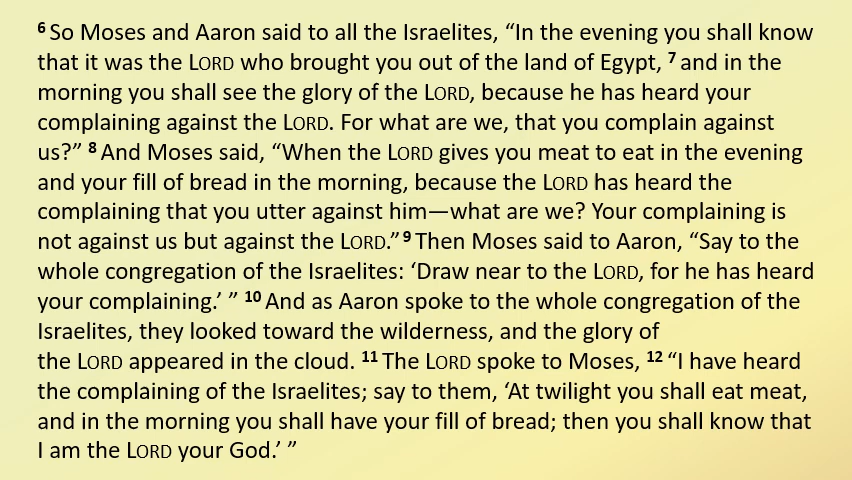 6 So Moses and Aaron said to all the Israelites, “In the evening you shall know
that it was the LORD who brought you out of the land of Egypt, 7 and in the
morning you shall see the glory of the LORD, because he has heard your
complaining against the LORD. For what are we, that you complain against
us?” 8 And Moses said, “When the LORD gives you meat to eat in the evening
and your fill of bread in the morning, because the LORD has heard the
complaining that you utter against him—what are we? Your complaining is
not against us but against the LORD.” 9 Then Moses said to Aaron, “Say to the
whole congregation of the Israelites: ‘Draw near to the LORD, for he has heard
your complaining.’ ” 10 And as Aaron spoke to the whole congregation of the
Israelites, they looked toward the wilderness, and the glory of
the LORD appeared in the cloud. 11 The LORD spoke to Moses, 12 “I have heard
the complaining of the Israelites; say to them, ‘At twilight you shall eat meat,
and in the morning you shall have your fill of bread; then you shall know that
I am the LORD your God.’ ”